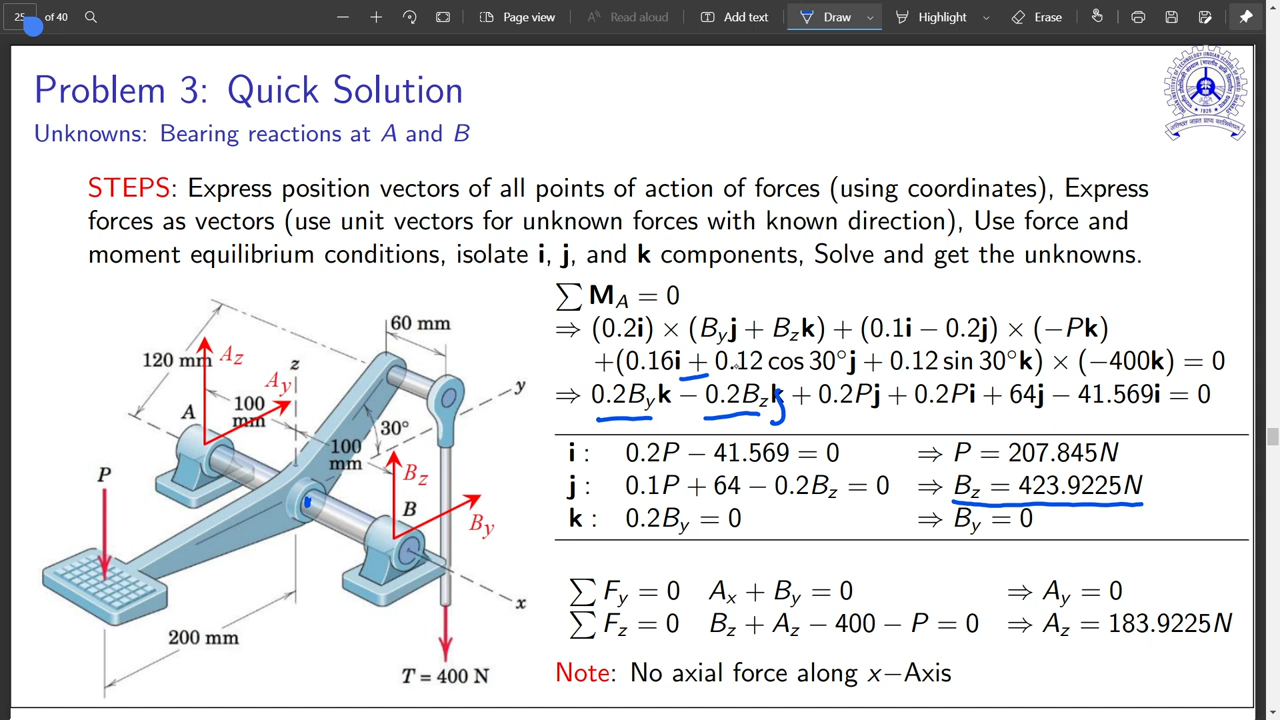 25 of 40
Page view
Read aloud
Add text
Draw
Highlight
Erase
Problem 3: Quick Solution
Unknowns: Bearing reactions at A and B
STEPS: Express position vectors of all points of action of forces (using coordinates), Express
forces as vectors (use unit vectors for unknown forces with known direction), Use force and
moment equilibrium conditions, isolate i, j, and k components, Solve and get the unknowns.
60 mm
120 mm
A_z
z
A_y
y
100
mm
A
30°
100
mm
P
B_z
B
B_y
x
200 mm
T = 400 N
∑ M_A = 0
⇒ (0.2i) × (B_yj + B_zk) + (0.1i − 0.2j) × (−Pk)
+(0.16i + 0.12 cos 30°j + 0.12 sin 30°k) × (−400k) = 0
⇒ 0.2B_yk − 0.2B_zk + 0.2Pj + 0.2Pi + 64j − 41.569i = 0
j
i : 0.2P − 41.569 = 0 ⇒ P = 207.845N
j : 0.1P + 64 − 0.2B_z = 0 ⇒ B_z = 423.9225N
k : 0.2B_y = 0 ⇒ B_y = 0
∑ F_y = 0 A_x + B_y = 0 ⇒ A_y = 0
∑ F_z = 0 B_z + A_z − 400 − P = 0 ⇒ A_z = 183.9225N
Note: No axial force along x−Axis